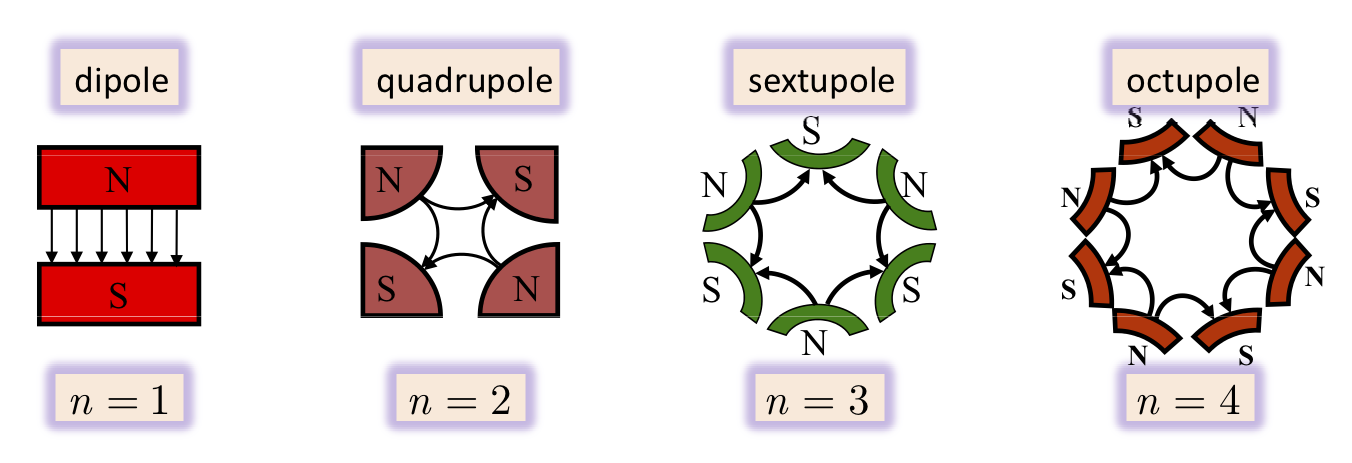 dipole
quadrupole
sextupole
octupole
N
S
N
S
S
N
S
N
N
S
S
N
S
N
N
S
S
N
N
S
n = 1
n = 2
n = 3
n = 4